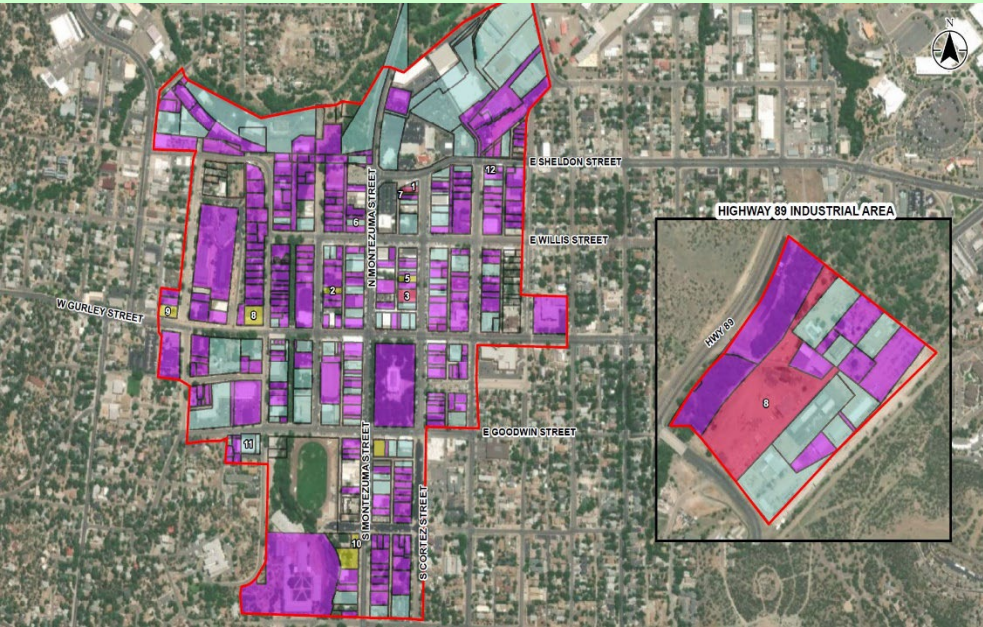 N
E SHELDON STREET
12
1
7
N MONTEZUMA STREET
HIGHWAY 89 INDUSTRIAL AREA
6
E WILLIS STREET
5
2
3
W GURLEY STREET
9
8
HWY 89
8
E GOODWIN STREET
11
S MONTEZUMA STREET
S CORTEZ STREET
10